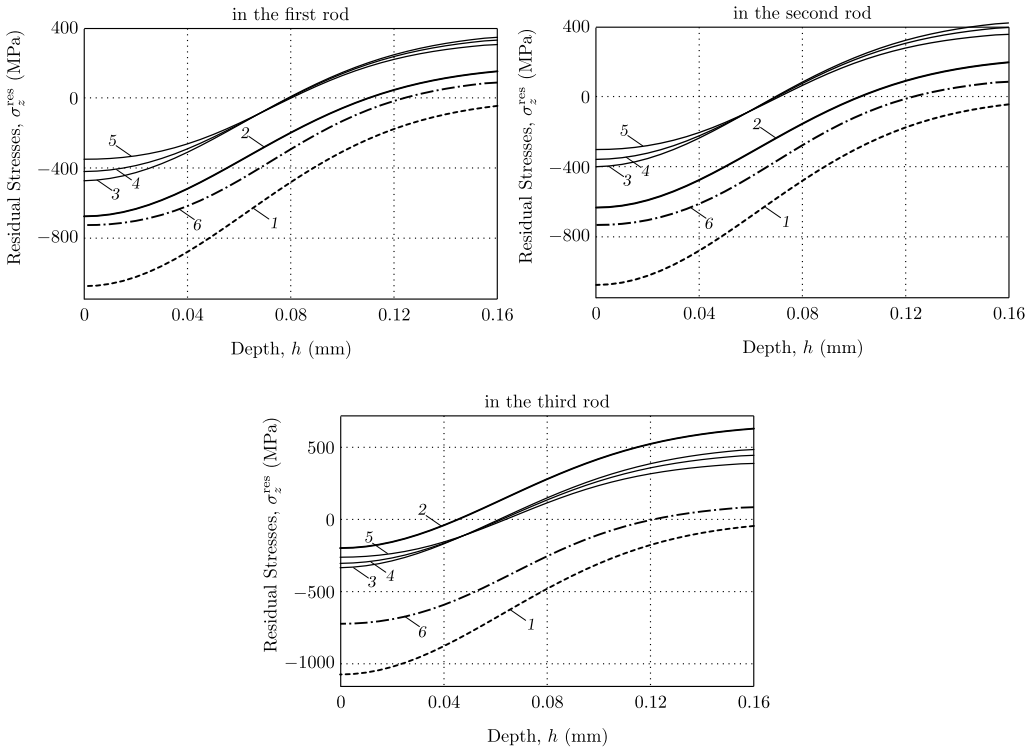 in the first rod
Residual Stresses, σ_z^res (MPa)
400
0
−400
−800
5
4
3
2
6
1
0 0.04 0.08 0.12 0.16
Depth, h (mm)
in the second rod
Residual Stresses, σ_z^res (MPa)
400
0
−400
−800
5
4
3
2
6
1
0 0.04 0.08 0.12 0.16
Depth, h (mm)
in the third rod
Residual Stresses, σ_z^res (MPa)
500
0
−500
−1000
2
5
4
3
6
1
0 0.04 0.08 0.12 0.16
Depth, h (mm)